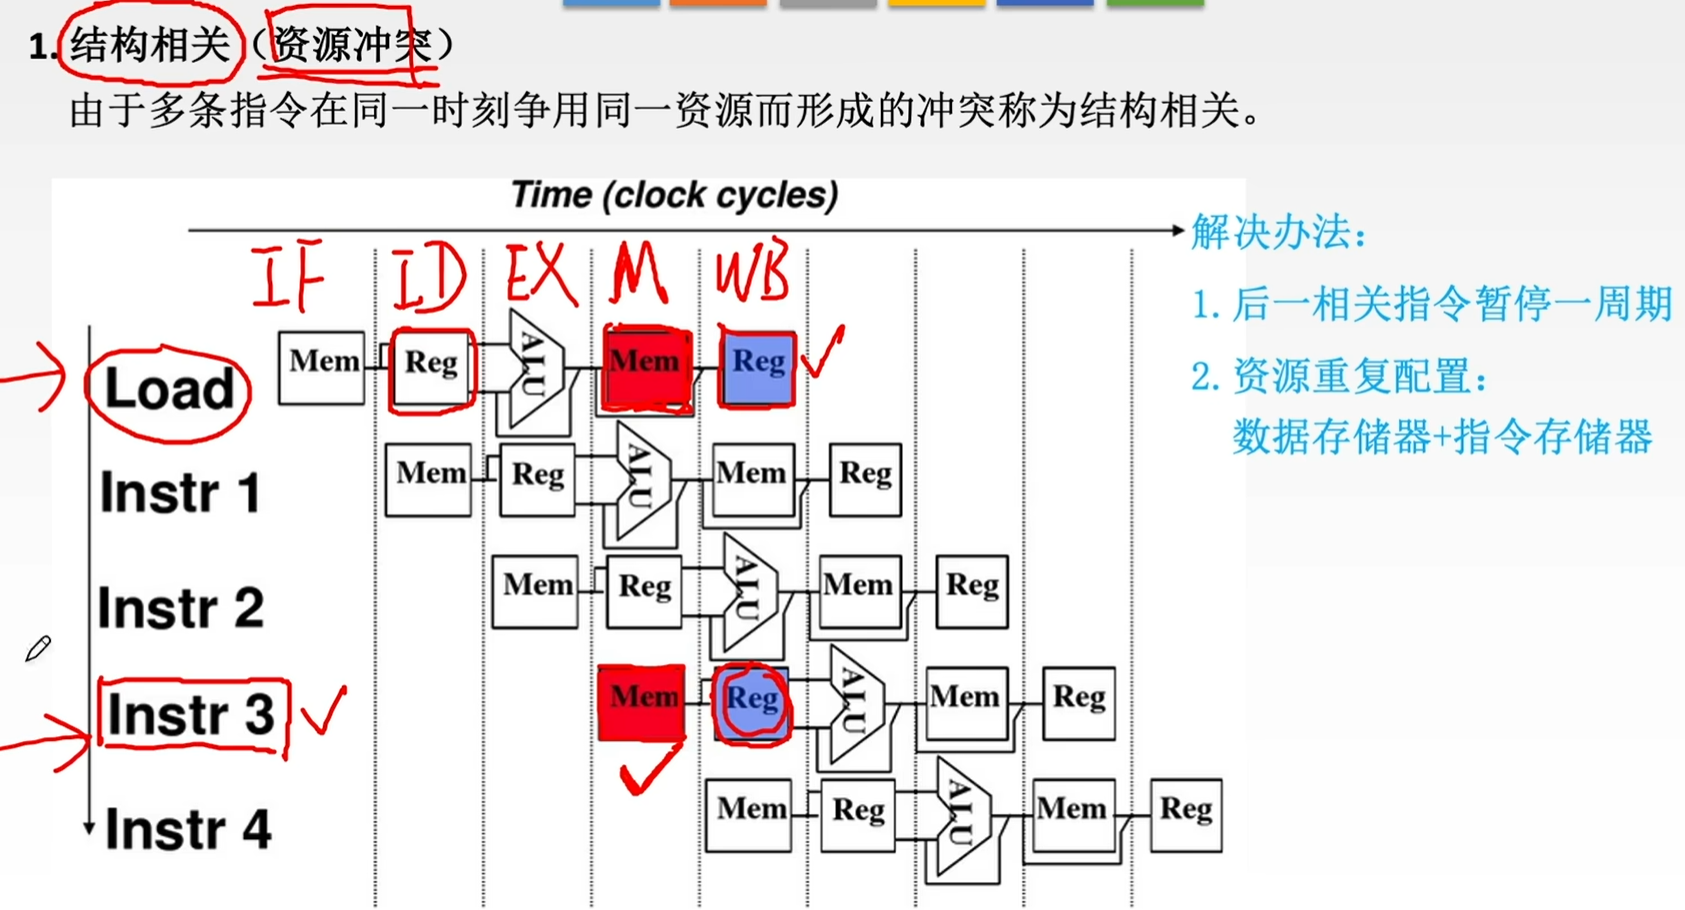 1.结构相关（资源冲突）
由于多条指令在同一时刻争用同一资源而形成的冲突称为结构相关。
Time (clock cycles)
解决办法：
1. 后一相关指令暂停一周期
2. 资源重复配置：
数据存储器+指令存储器
IF ID EX M WB
Load Mem Reg ALU Mem Reg
Instr 1 Mem Reg ALU Mem Reg
Instr 2 Mem Reg ALU Mem Reg
Instr 3 Mem Reg ALU Mem Reg
Instr 4 Mem Reg ALU Mem Reg